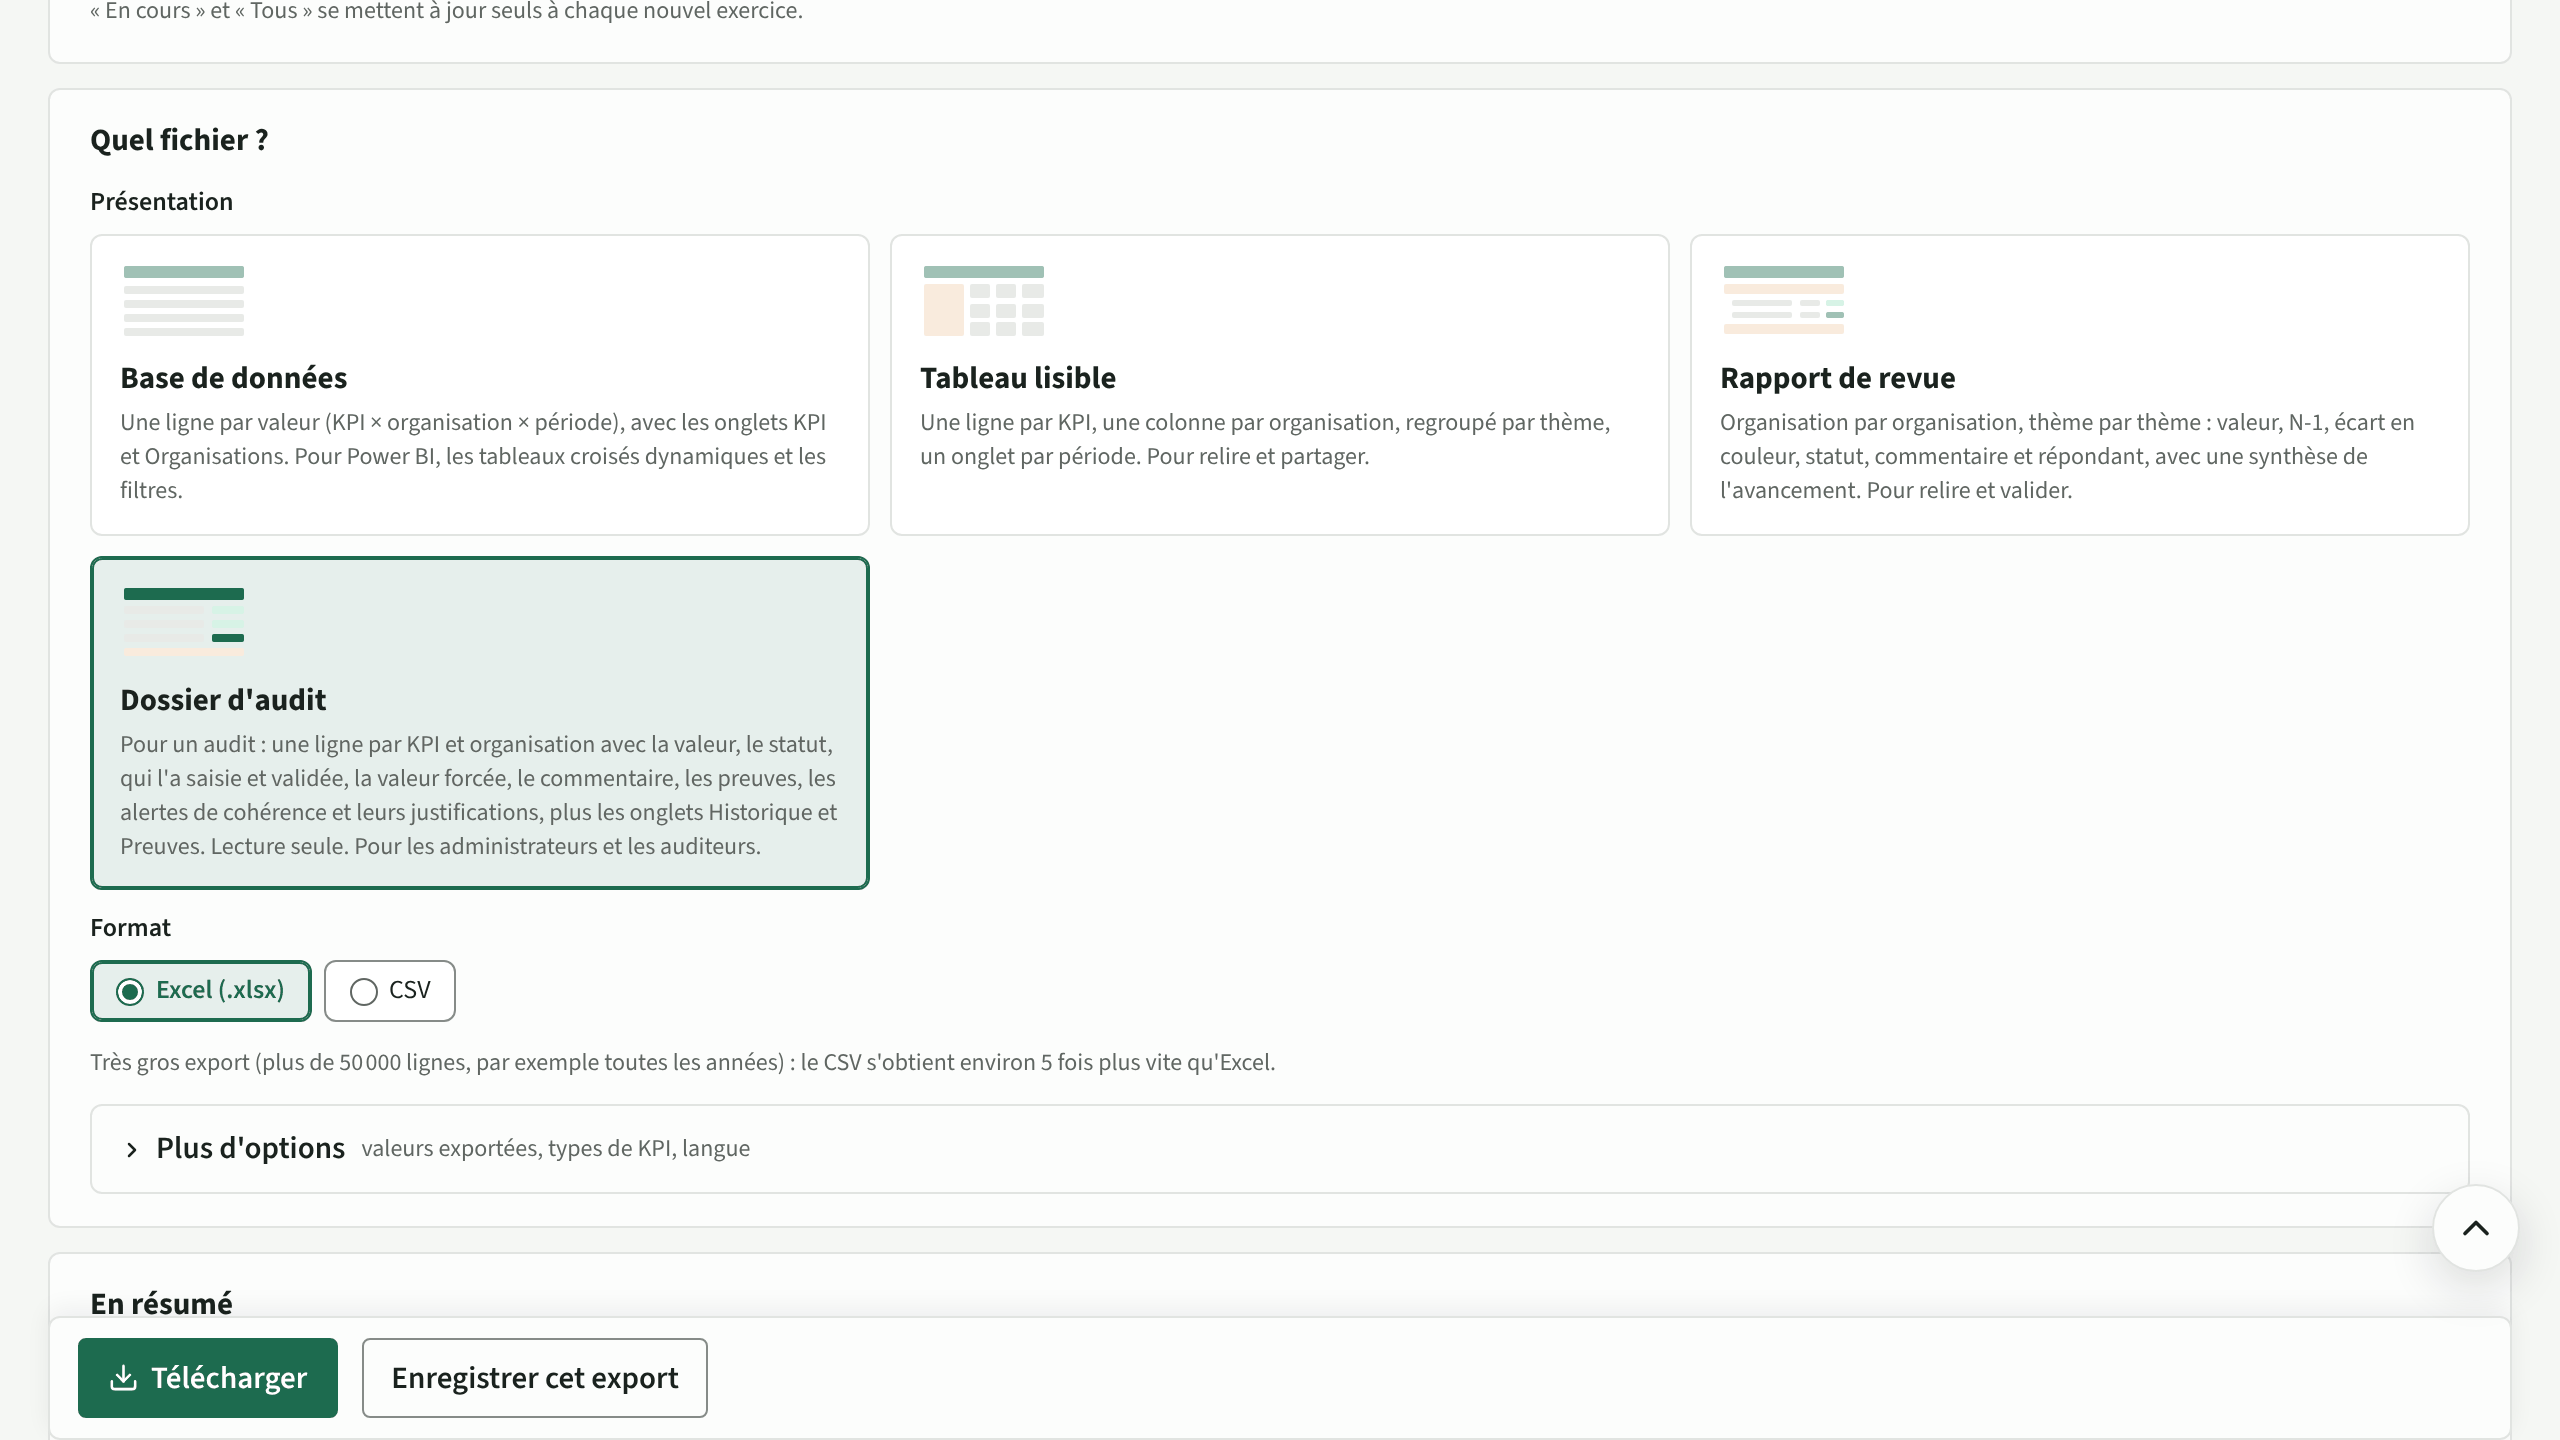 « En cours » et « Tous » se mettent à jour seuls à chaque nouvel exercice.
Quel fichier ?
Présentation
Base de données
Une ligne par valeur (KPI × organisation × période), avec les onglets KPI
et Organisations. Pour Power BI, les tableaux croisés dynamiques et les
filtres.
Tableau lisible
Une ligne par KPI, une colonne par organisation, regroupé par thème,
un onglet par période. Pour relire et partager.
Rapport de revue
Organisation par organisation, thème par thème : valeur, N-1, écart en
couleur, statut, commentaire et répondant, avec une synthèse de
l'avancement. Pour relire et valider.
Dossier d'audit
Pour un audit : une ligne par KPI et organisation avec la valeur, le statut,
qui l'a saisie et validée, la valeur forcée, le commentaire, les preuves, les
alertes de cohérence et leurs justifications, plus les onglets Historique et
Preuves. Lecture seule. Pour les administrateurs et les auditeurs.
Format
Excel (.xlsx)
CSV
Très gros export (plus de 50 000 lignes, par exemple toutes les années) : le CSV s'obtient environ 5 fois plus vite qu'Excel.
Plus d'options valeurs exportées, types de KPI, langue
En résumé
Télécharger
Enregistrer cet export